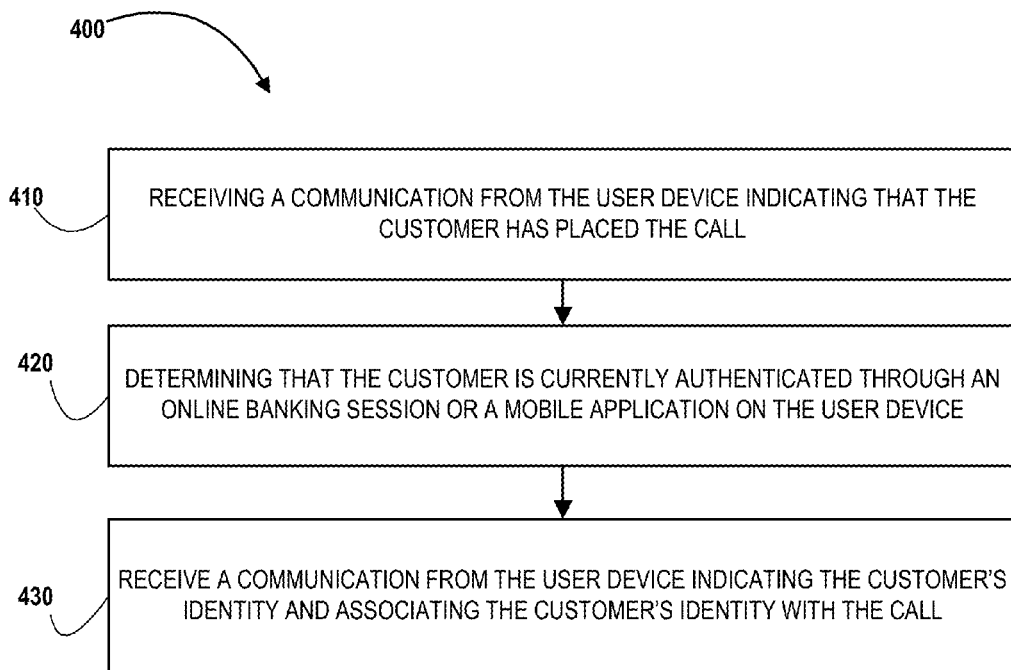 400
410
RECEIVING A COMMUNICATION FROM THE USER DEVICE INDICATING THAT THE
CUSTOMER HAS PLACED THE CALL
420
DETERMINING THAT THE CUSTOMER IS CURRENTLY AUTHENTICATED THROUGH AN
ONLINE BANKING SESSION OR A MOBILE APPLICATION ON THE USER DEVICE
430
RECEIVE A COMMUNICATION FROM THE USER DEVICE INDICATING THE CUSTOMER'S
IDENTITY AND ASSOCIATING THE CUSTOMER'S IDENTITY WITH THE CALL